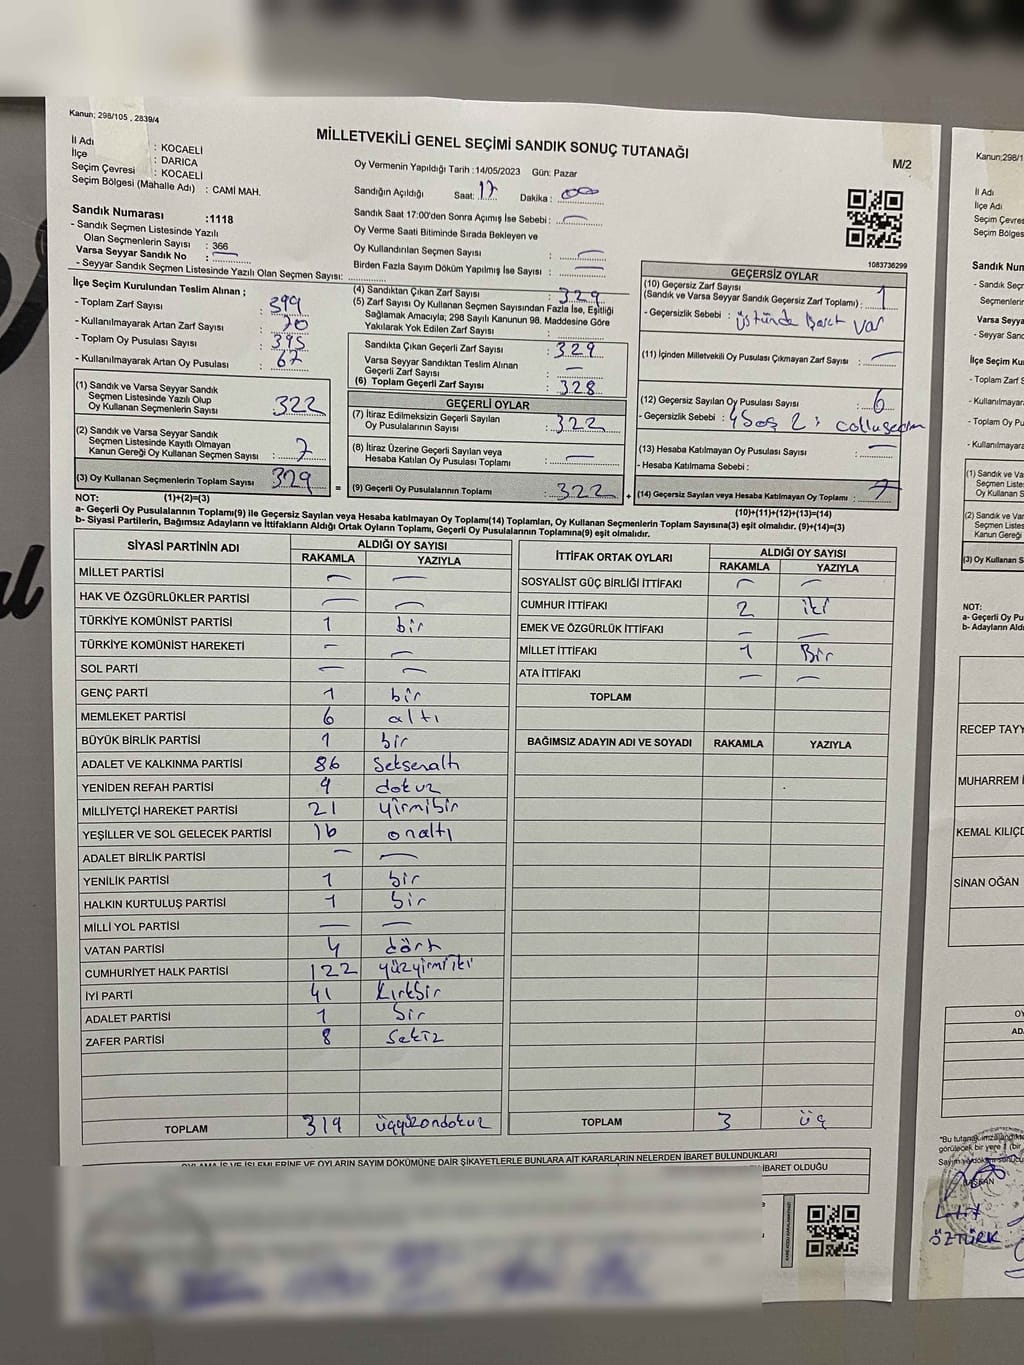 Kanun; 298/105 , 2839/4
MİLLETVEKİLİ GENEL SEÇİMİ SANDIK SONUÇ TUTANAĞI
M/2
İl Adı : KOCAELİ
İlçe : DARICA
Seçim Çevresi : KOCAELİ
Seçim Bölgesi (Mahalle Adı) : CAMİ MAH.
Oy Vermenin Yapıldığı Tarih :14/05/2023 Gün: Pazar
Sandığın Açıldığı Saat: 17 Dakika : 00
Sandık Saat 17:00'den Sonra Açımış İse Sebebi : —
Oy Verme Saati Bitiminde Sırada Bekleyen ve
Oy Kullandırılan Seçmen Sayısı : —
Birden Fazla Sayım Döküm Yapılmış İse Sayısı : —
Sandık Numarası :1118
- Sandık Seçmen Listesinde Yazılı
Olan Seçmenlerin Sayısı : 366
Varsa Seyyar Sandık No : —
- Seyyar Sandık Seçmen Listesinde Yazılı Olan Seçmen Sayısı:
İlçe Seçim Kurulundan Teslim Alınan ;
- Toplam Zarf Sayısı : 399
- Kullanılmayarak Artan Zarf Sayısı : 70
- Toplam Oy Pusulası Sayısı : 395
- Kullanılmayarak Artan Oy Pusulası : 67
(1) Sandık ve Varsa Seyyar Sandık
Seçmen Listesinde Yazılı Olup
Oy Kullanan Seçmenlerin Sayısı : 322
(2) Sandık ve Varsa Seyyar Sandık
Seçmen Listesinde Kayıtlı Olmayan
Kanun Gereği Oy Kullanan Seçmen Sayısı : 7
(3) Oy Kullanan Seçmenlerin Toplam Sayısı 329
(1)+(2)=(3)
(4) Sandıktan Çıkan Zarf Sayısı : 329
(5) Zarf Sayısı Oy Kullanan Seçmen Sayısından Fazla İse, Eşitliği
Sağlamak Amacıyla; 298 Sayılı Kanunun 98. Maddesine Göre
Yakılarak Yok Edilen Zarf Sayısı :
Sandıkta Çıkan Geçerli Zarf Sayısı : 329
Varsa Seyyar Sandıktan Teslim Alınan
Geçerli Zarf Sayısı : —
(6) Toplam Geçerli Zarf Sayısı : 328
GEÇERLİ OYLAR
(7) İtiraz Edilmeksizin Geçerli Sayılan
Oy Pusulalarının Sayısı : 322
(8) İtiraz Üzerine Geçerli Sayılan veya
Hesaba Katılan Oy Pusulası Toplamı : —
= (9) Geçerli Oy Pusulalarının Toplamı : 322
1083736299
GEÇERSİZ OYLAR
(10) Geçersiz Zarf Sayısı
(Sandık ve Varsa Seyyar Sandık Geçersiz Zarf Toplamı) : 1
- Geçersizlik Sebebi : üstünde Barit var
(11) İçinden Milletvekili Oy Pusulası Çıkmayan Zarf Sayısı : —
(12) Geçersiz Sayılan Oy Pusulası Sayısı : 6
- Geçersizlik Sebebi :
(13) Hesaba Katılmayan Oy Pusulası Sayısı : —
- Hesaba Katılmama Sebebi :
+ (14) Geçersiz Sayılan veya Hesaba Katılmayan Oy Toplamı : 7
(10)+(11)+(12)+(13)=(14)
NOT:
a- Geçerli Oy Pusulalarının Toplamı(9) ile Geçersiz Sayılan veya Hesaba katılmayan Oy Toplamı(14) Toplamları, Oy Kullanan Seçmenlerin Toplam Sayısına(3) eşit olmalıdır. (9)+(14)=(3)
b- Siyasi Partilerin, Bağımsız Adayların ve İttifakların Aldığı Ortak Oyların Toplamı, Geçerli Oy Pusulalarının Toplamına(9) eşit olmalıdır.
SİYASİ PARTİNİN ADI ALDIĞI OY SAYISI
RAKAMLA YAZIYLA
MİLLET PARTİSİ — —
HAK VE ÖZGÜRLÜKLER PARTİSİ — —
TÜRKİYE KOMÜNİST PARTİSİ 1 bir
TÜRKİYE KOMÜNİST HAREKETİ — —
SOL PARTİ — —
GENÇ PARTİ 1 bir
MEMLEKET PARTİSİ 6 altı
BÜYÜK BİRLİK PARTİSİ 1 bir
ADALET VE KALKINMA PARTİSİ 86 Seksenaltı
YENİDEN REFAH PARTİSİ 9 dokuz
MİLLİYETÇİ HAREKET PARTİSİ 21 yirmibir
YEŞİLLER VE SOL GELECEK PARTİSİ 16 onaltı
ADALET BİRLİK PARTİSİ — —
YENİLİK PARTİSİ 1 bir
HALKIN KURTULUŞ PARTİSİ 1 bir
MİLLİ YOL PARTİSİ — —
VATAN PARTİSİ 4 dört
CUMHURİYET HALK PARTİSİ 122 yüzyirmiiki
İYİ PARTİ 41 Kırkbir
ADALET PARTİSİ 1 bir
ZAFER PARTİSİ 8 Sekiz
TOPLAM 319 üçyüzondokuz
İTTİFAK ORTAK OYLARI ALDIĞI OY SAYISI
RAKAMLA YAZIYLA
SOSYALİST GÜÇ BİRLİĞİ İTTİFAKI — —
CUMHUR İTTİFAKI 2 iki
EMEK VE ÖZGÜRLÜK İTTİFAKI — —
MİLLET İTTİFAKI 1 Bir
ATA İTTİFAKI — —
TOPLAM
BAĞIMSIZ ADAYIN ADI VE SOYADI RAKAMLA YAZIYLA
TOPLAM 3 üç
OYLAMA İŞ VE İŞLEMLERİNE VE OYLARIN SAYIM DÖKÜMÜNE DAİR ŞİKAYETLERLE BUNLARA AİT KARARLARIN NELERDEN İBARET BULUNDUKLARI
İBARET OLDUĞU
Kanun;298/1
İl Adı
İlçe Adı
Seçim Çevres
Seçim Bölges
Sandık Num
- Sandık Seç
Seçmenlerin
Varsa Seyya
- Seyyar San
İlçe Seçim K
- Toplam Zarf S
- Kullanılmaya
- Toplam Oy Pu
- Kullanılmayar
(1) Sandık ve
Seçmen List
Oy Kullanan S
(2) Sandık ve
Seçmen List
Kanun Gereği
(3) Oy Kullanan
NOT:
a- Geçerli Oy Pu
b- Adayların Aldı
RECEP TAYY
MUHARREM İ
KEMAL KILIÇD
SİNAN OĞAN
OY
AD
"Bu tutanak imzalandıkta
görülecek bir yere 1 (bir
BAŞKAN
ÖZTÜRK